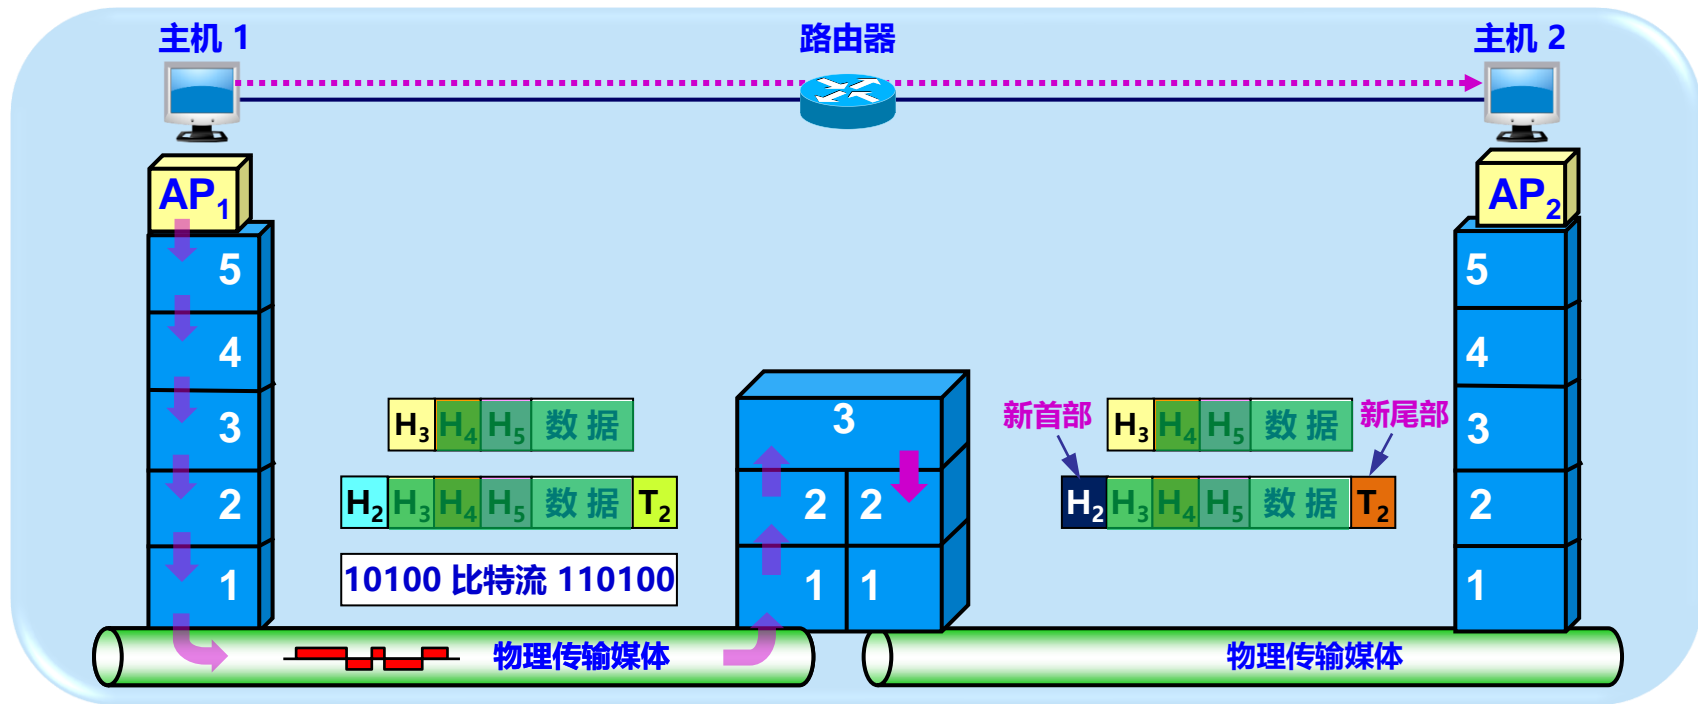 主机 1
路由器
主机 2
AP1
AP2
5
4
3
2
1
H3 H4 H5 数据
H2 H3 H4 H5 数据 T2
10100 比特流 110100
3
2 2
1 1
新首部
新尾部
H3 H4 H5 数据
H2 H3 H4 H5 数据 T2
5
4
3
2
1
物理传输媒体
物理传输媒体